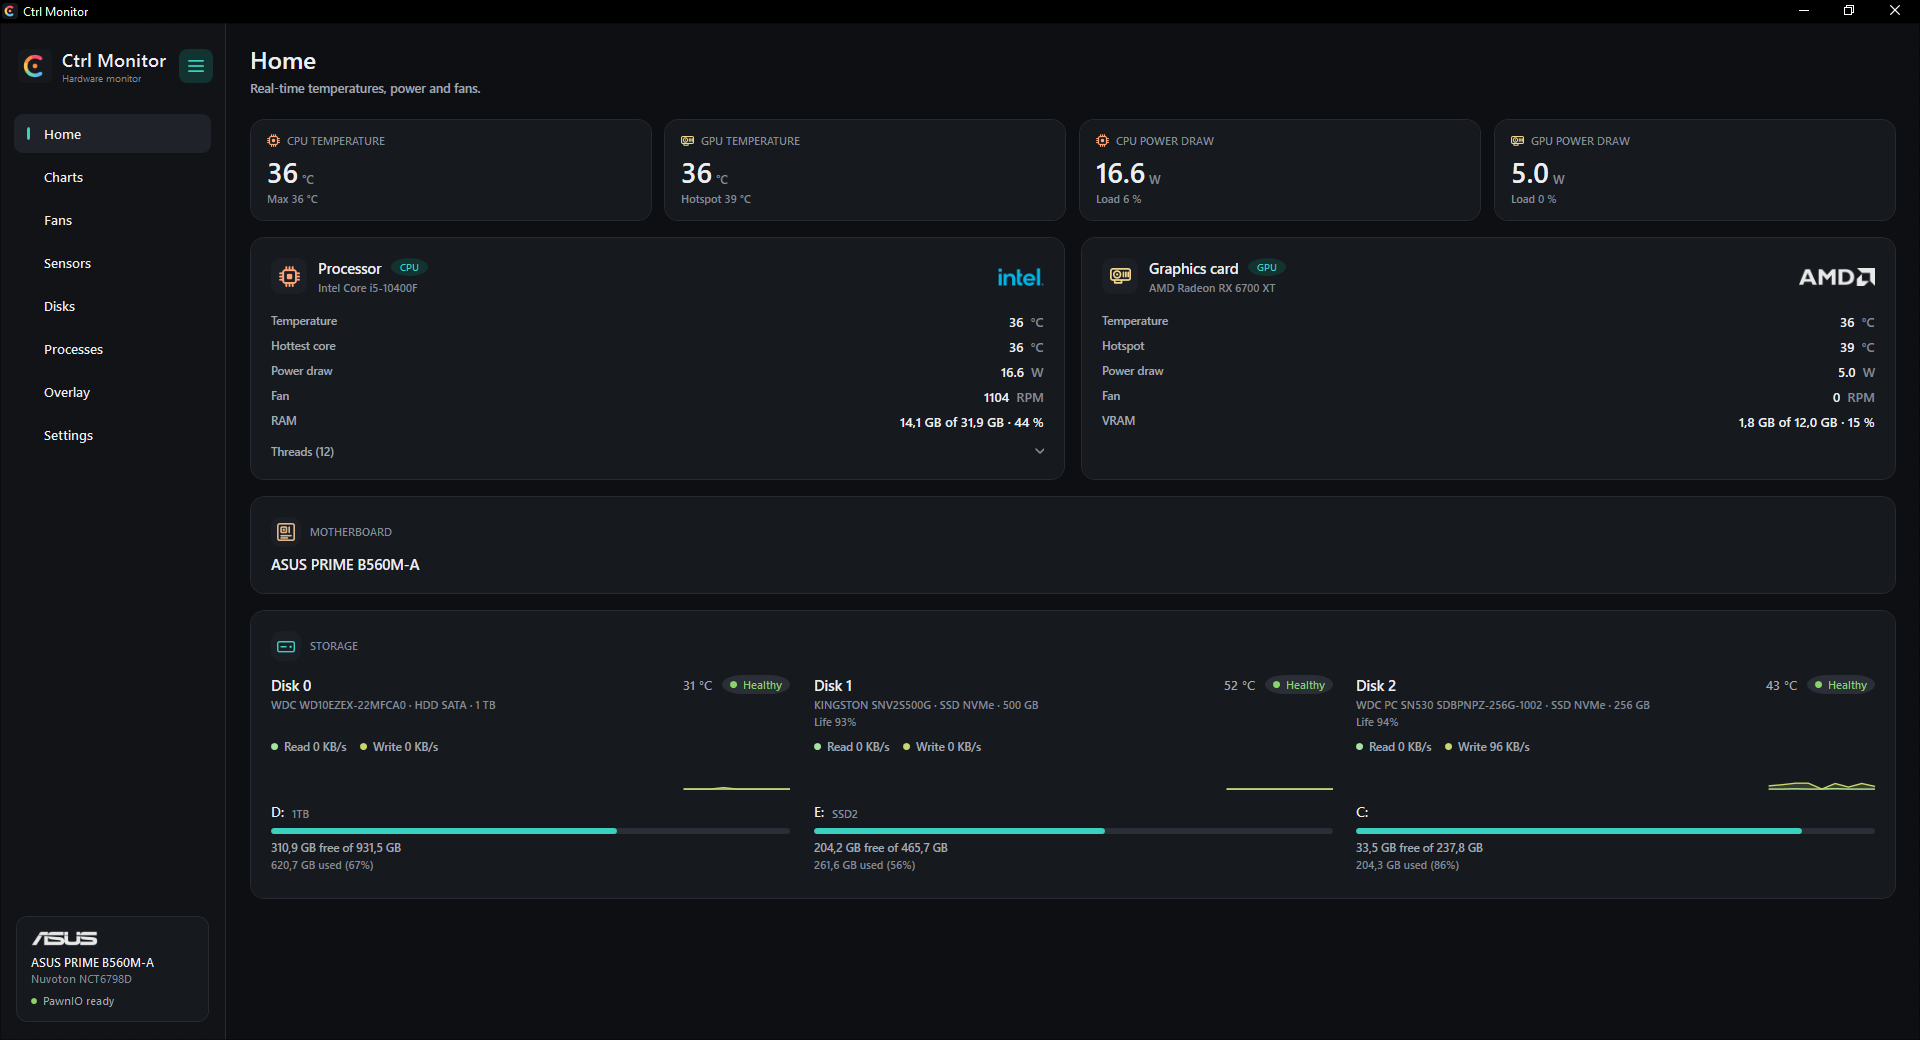 Ctrl Monitor
Ctrl Monitor
Hardware monitor
Home
Charts
Fans
Sensors
Disks
Processes
Overlay
Settings
ASUS
ASUS PRIME B560M-A
Nuvoton NCT6798D
PawnIO ready
Home
Real-time temperatures, power and fans.
CPU TEMPERATURE
36 °C
Max 36 °C
GPU TEMPERATURE
36 °C
Hotspot 39 °C
CPU POWER DRAW
16.6 W
Load 6 %
GPU POWER DRAW
5.0 W
Load 0 %
Processor CPU
Intel Core i5-10400F
intel.
Temperature 36 °C
Hottest core 36 °C
Power draw 16.6 W
Fan 1104 RPM
RAM 14,1 GB of 31,9 GB · 44 %
Threads (12)
Graphics card GPU
AMD Radeon RX 6700 XT
AMD
Temperature 36 °C
Hotspot 39 °C
Power draw 5.0 W
Fan 0 RPM
VRAM 1,8 GB of 12,0 GB · 15 %
MOTHERBOARD
ASUS PRIME B560M-A
STORAGE
Disk 0 31 °C Healthy
WDC WD10EZEX-22MFCA0 · HDD SATA · 1 TB
Read 0 KB/s Write 0 KB/s
D: 1TB
310,9 GB free of 931,5 GB
620,7 GB used (67%)
Disk 1 52 °C Healthy
KINGSTON SNV2S500G · SSD NVMe · 500 GB
Life 93%
Read 0 KB/s Write 0 KB/s
E: SSD2
204,2 GB free of 465,7 GB
261,6 GB used (56%)
Disk 2 43 °C Healthy
WDC PC SN530 SDBPNPZ-256G-1002 · SSD NVMe · 256 GB
Life 94%
Read 0 KB/s Write 96 KB/s
C:
33,5 GB free of 237,8 GB
204,3 GB used (86%)